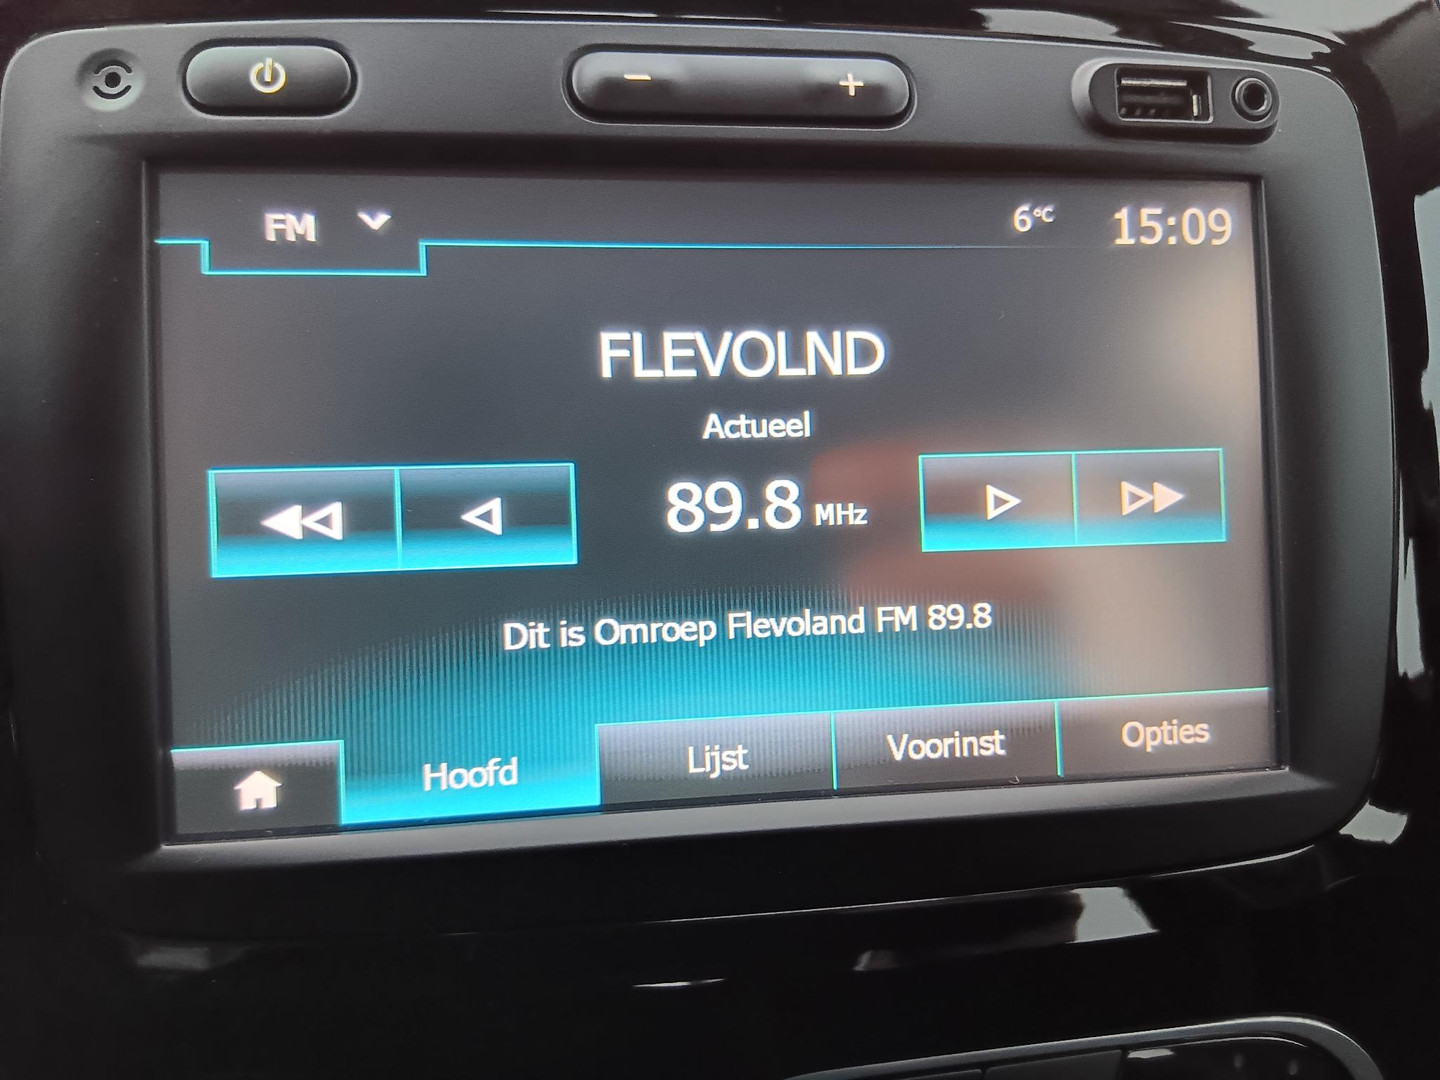 FM 6°C 15:09
FLEVOLND
Actueel
89.8 MHz
Dit is Omroep Flevoland FM 89.8
Hoofd Lijst Voorinst Opties